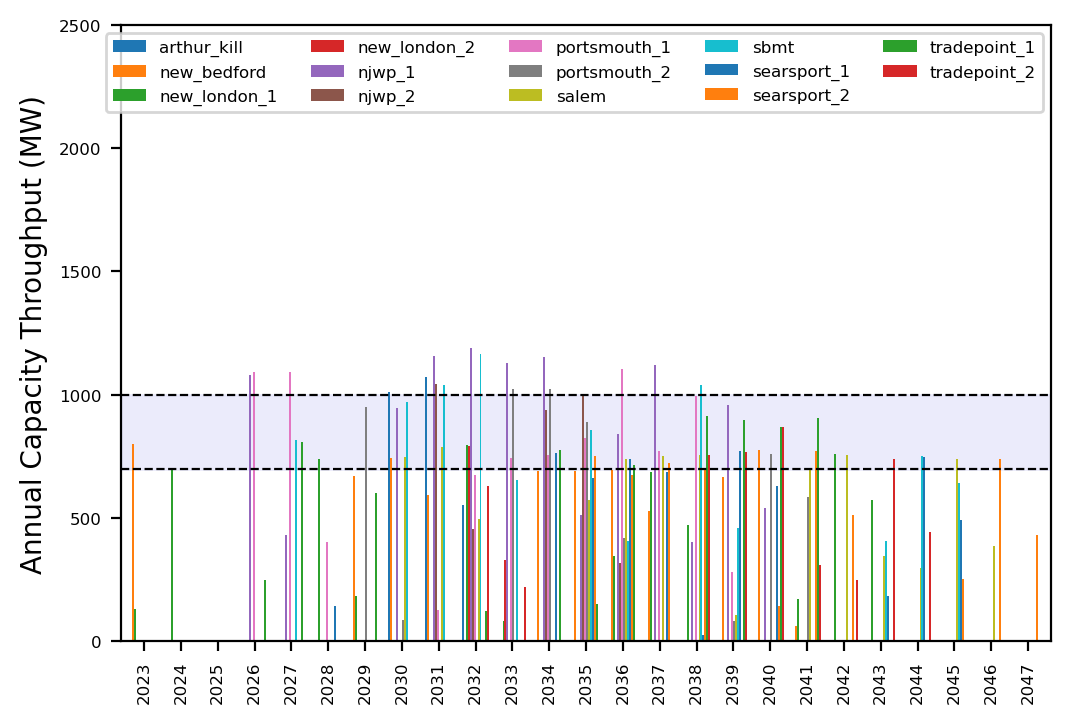 Annual Capacity Throughput (MW)
2500
2000
1500
1000
500
0
arthur_kill
new_bedford
new_london_1
new_london_2
njwp_1
njwp_2
portsmouth_1
portsmouth_2
salem
sbmt
searsport_1
searsport_2
tradepoint_1
tradepoint_2
2023
2024
2025
2026
2027
2028
2029
2030
2031
2032
2033
2034
2035
2036
2037
2038
2039
2040
2041
2042
2043
2044
2045
2046
2047